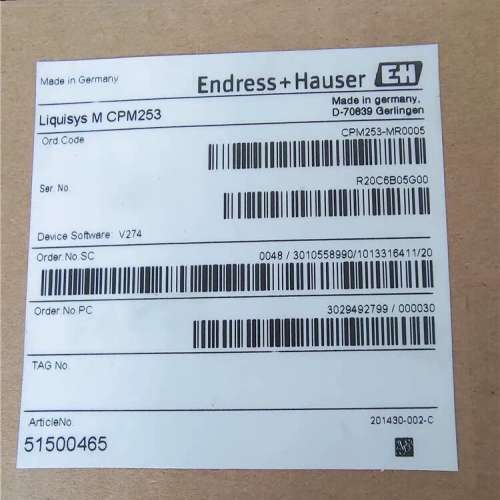 Made in Germany
Endress+Hauser EH
Made in germany,
D-70839 Gerlingen
Liquisys M CPM253
Ord.Code
CPM253-MR0005
Ser.No.
R20C6B05G00
Device Software: V274
Order.No.SC
0048 / 3010558990/1013316411/20
Order.No.PC
3029492799 / 000030
TAG No.
ArticleNo.
201430-002-C
51500465